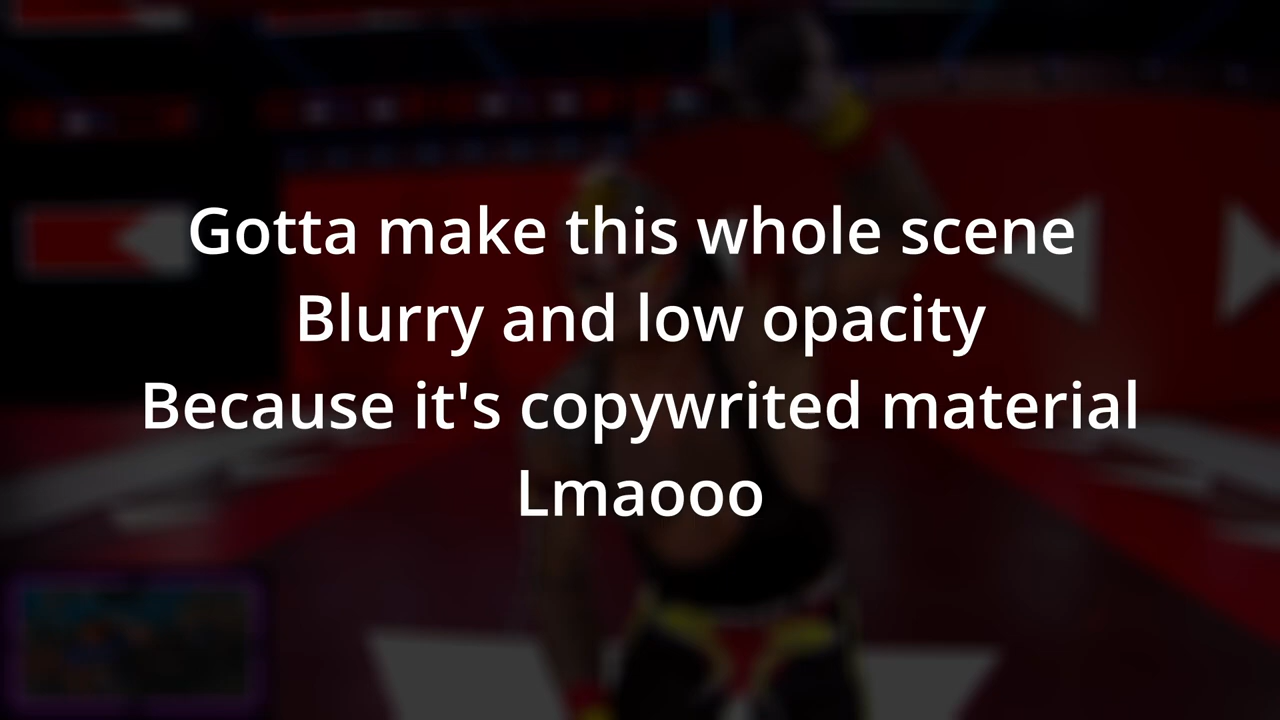 Gotta make this whole scene
Blurry and low opacity
Because it's copywrited material
Lmaooo